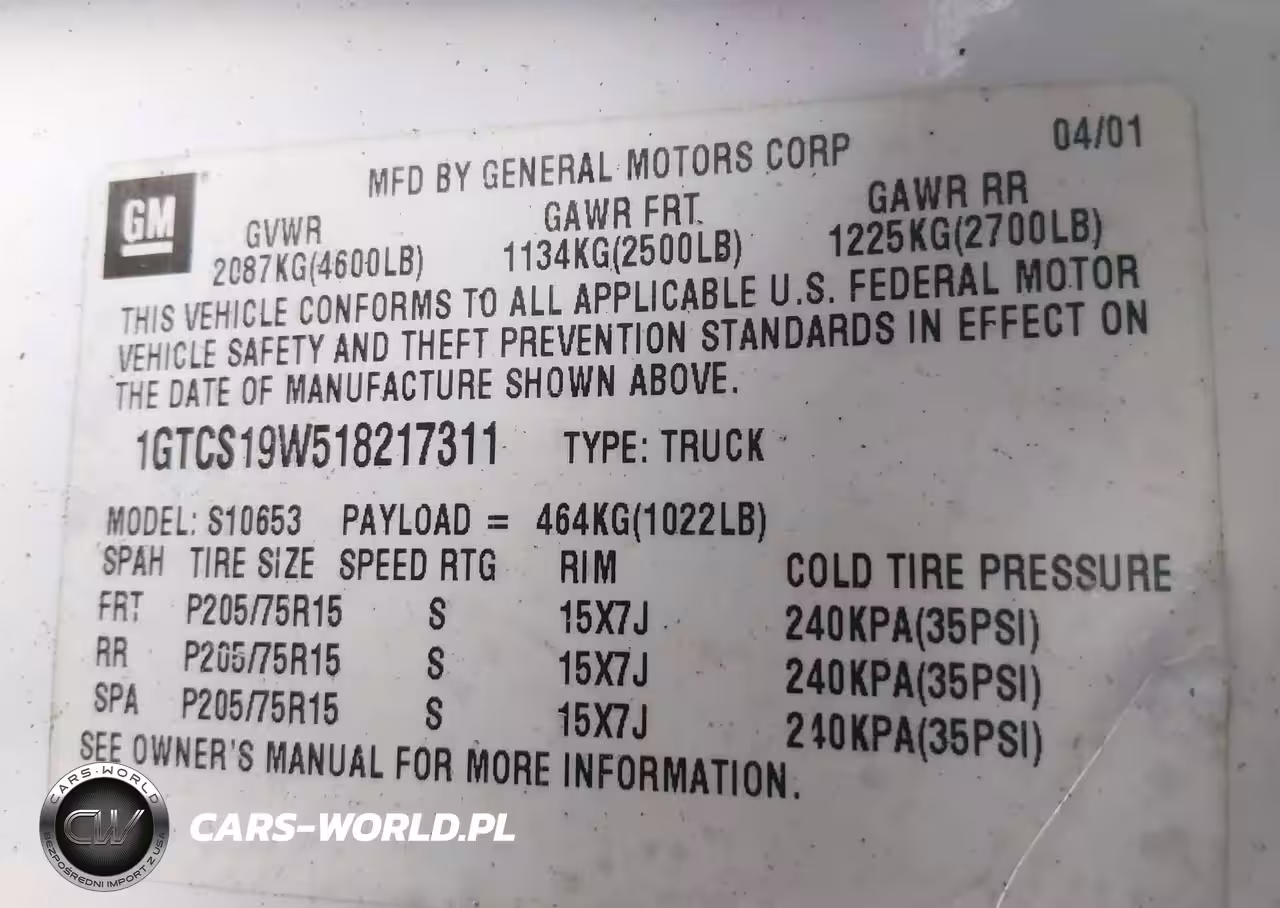 04/01
MFD BY GENERAL MOTORS CORP
GM
GVWR GAWR FRT. GAWR RR
2087KG(4600LB) 1134KG(2500LB) 1225KG(2700LB)
THIS VEHICLE CONFORMS TO ALL APPLICABLE U.S. FEDERAL MOTOR
VEHICLE SAFETY AND THEFT PREVENTION STANDARDS IN EFFECT ON
THE DATE OF MANUFACTURE SHOWN ABOVE.
1GTCS19W518217311 TYPE: TRUCK
MODEL: S10653 PAYLOAD = 464KG(1022LB)
SPAH TIRE SIZE SPEED RTG RIM COLD TIRE PRESSURE
FRT P205/75R15 S 15X7J 240KPA(35PSI)
RR P205/75R15 S 15X7J 240KPA(35PSI)
SPA P205/75R15 S 15X7J 240KPA(35PSI)
SEE OWNER'S MANUAL FOR MORE INFORMATION.
CARS-WORLD
CW
BEZPOŚREDNI IMPORT Z USA
CARS-WORLD.PL